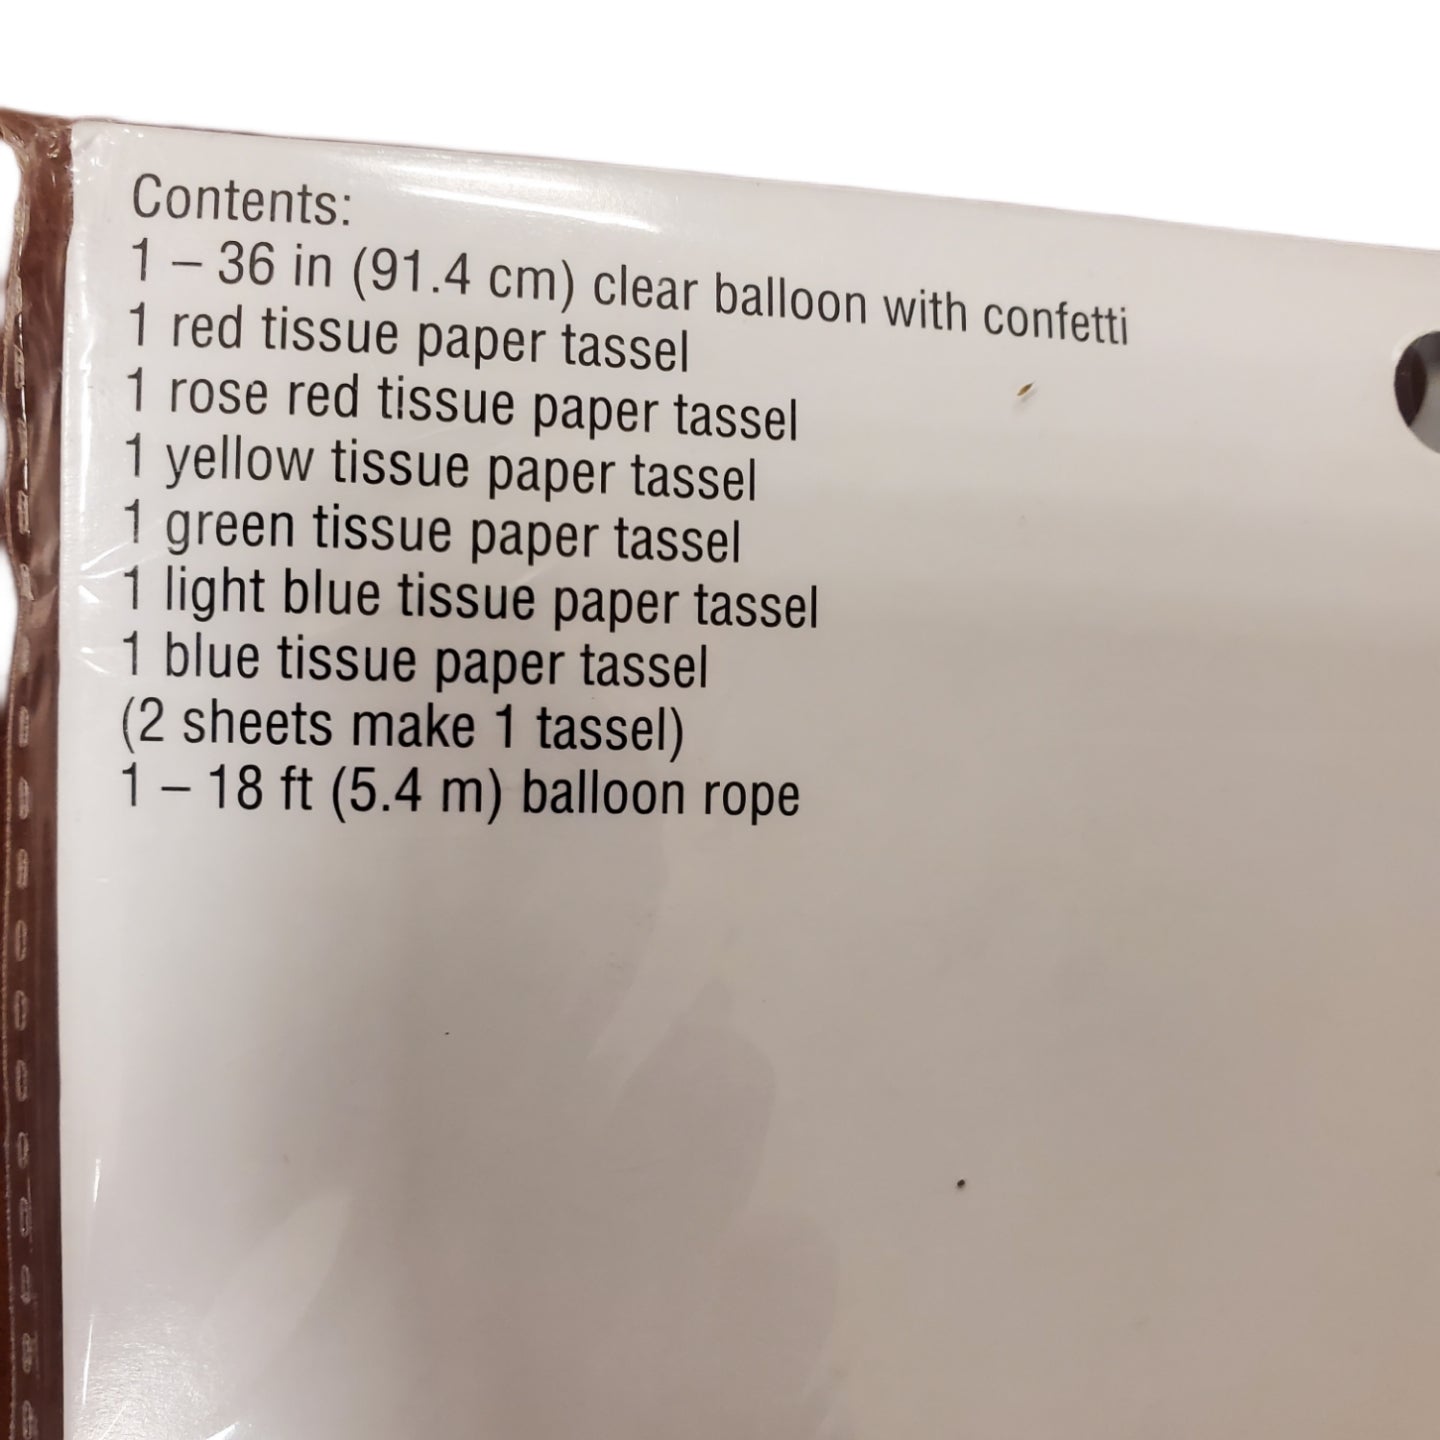 Contents:
1 – 36 in (91.4 cm) clear balloon with confetti
1 red tissue paper tassel
1 rose red tissue paper tassel
1 yellow tissue paper tassel
1 green tissue paper tassel
1 light blue tissue paper tassel
1 blue tissue paper tassel
(2 sheets make 1 tassel)
1 – 18 ft (5.4 m) balloon rope